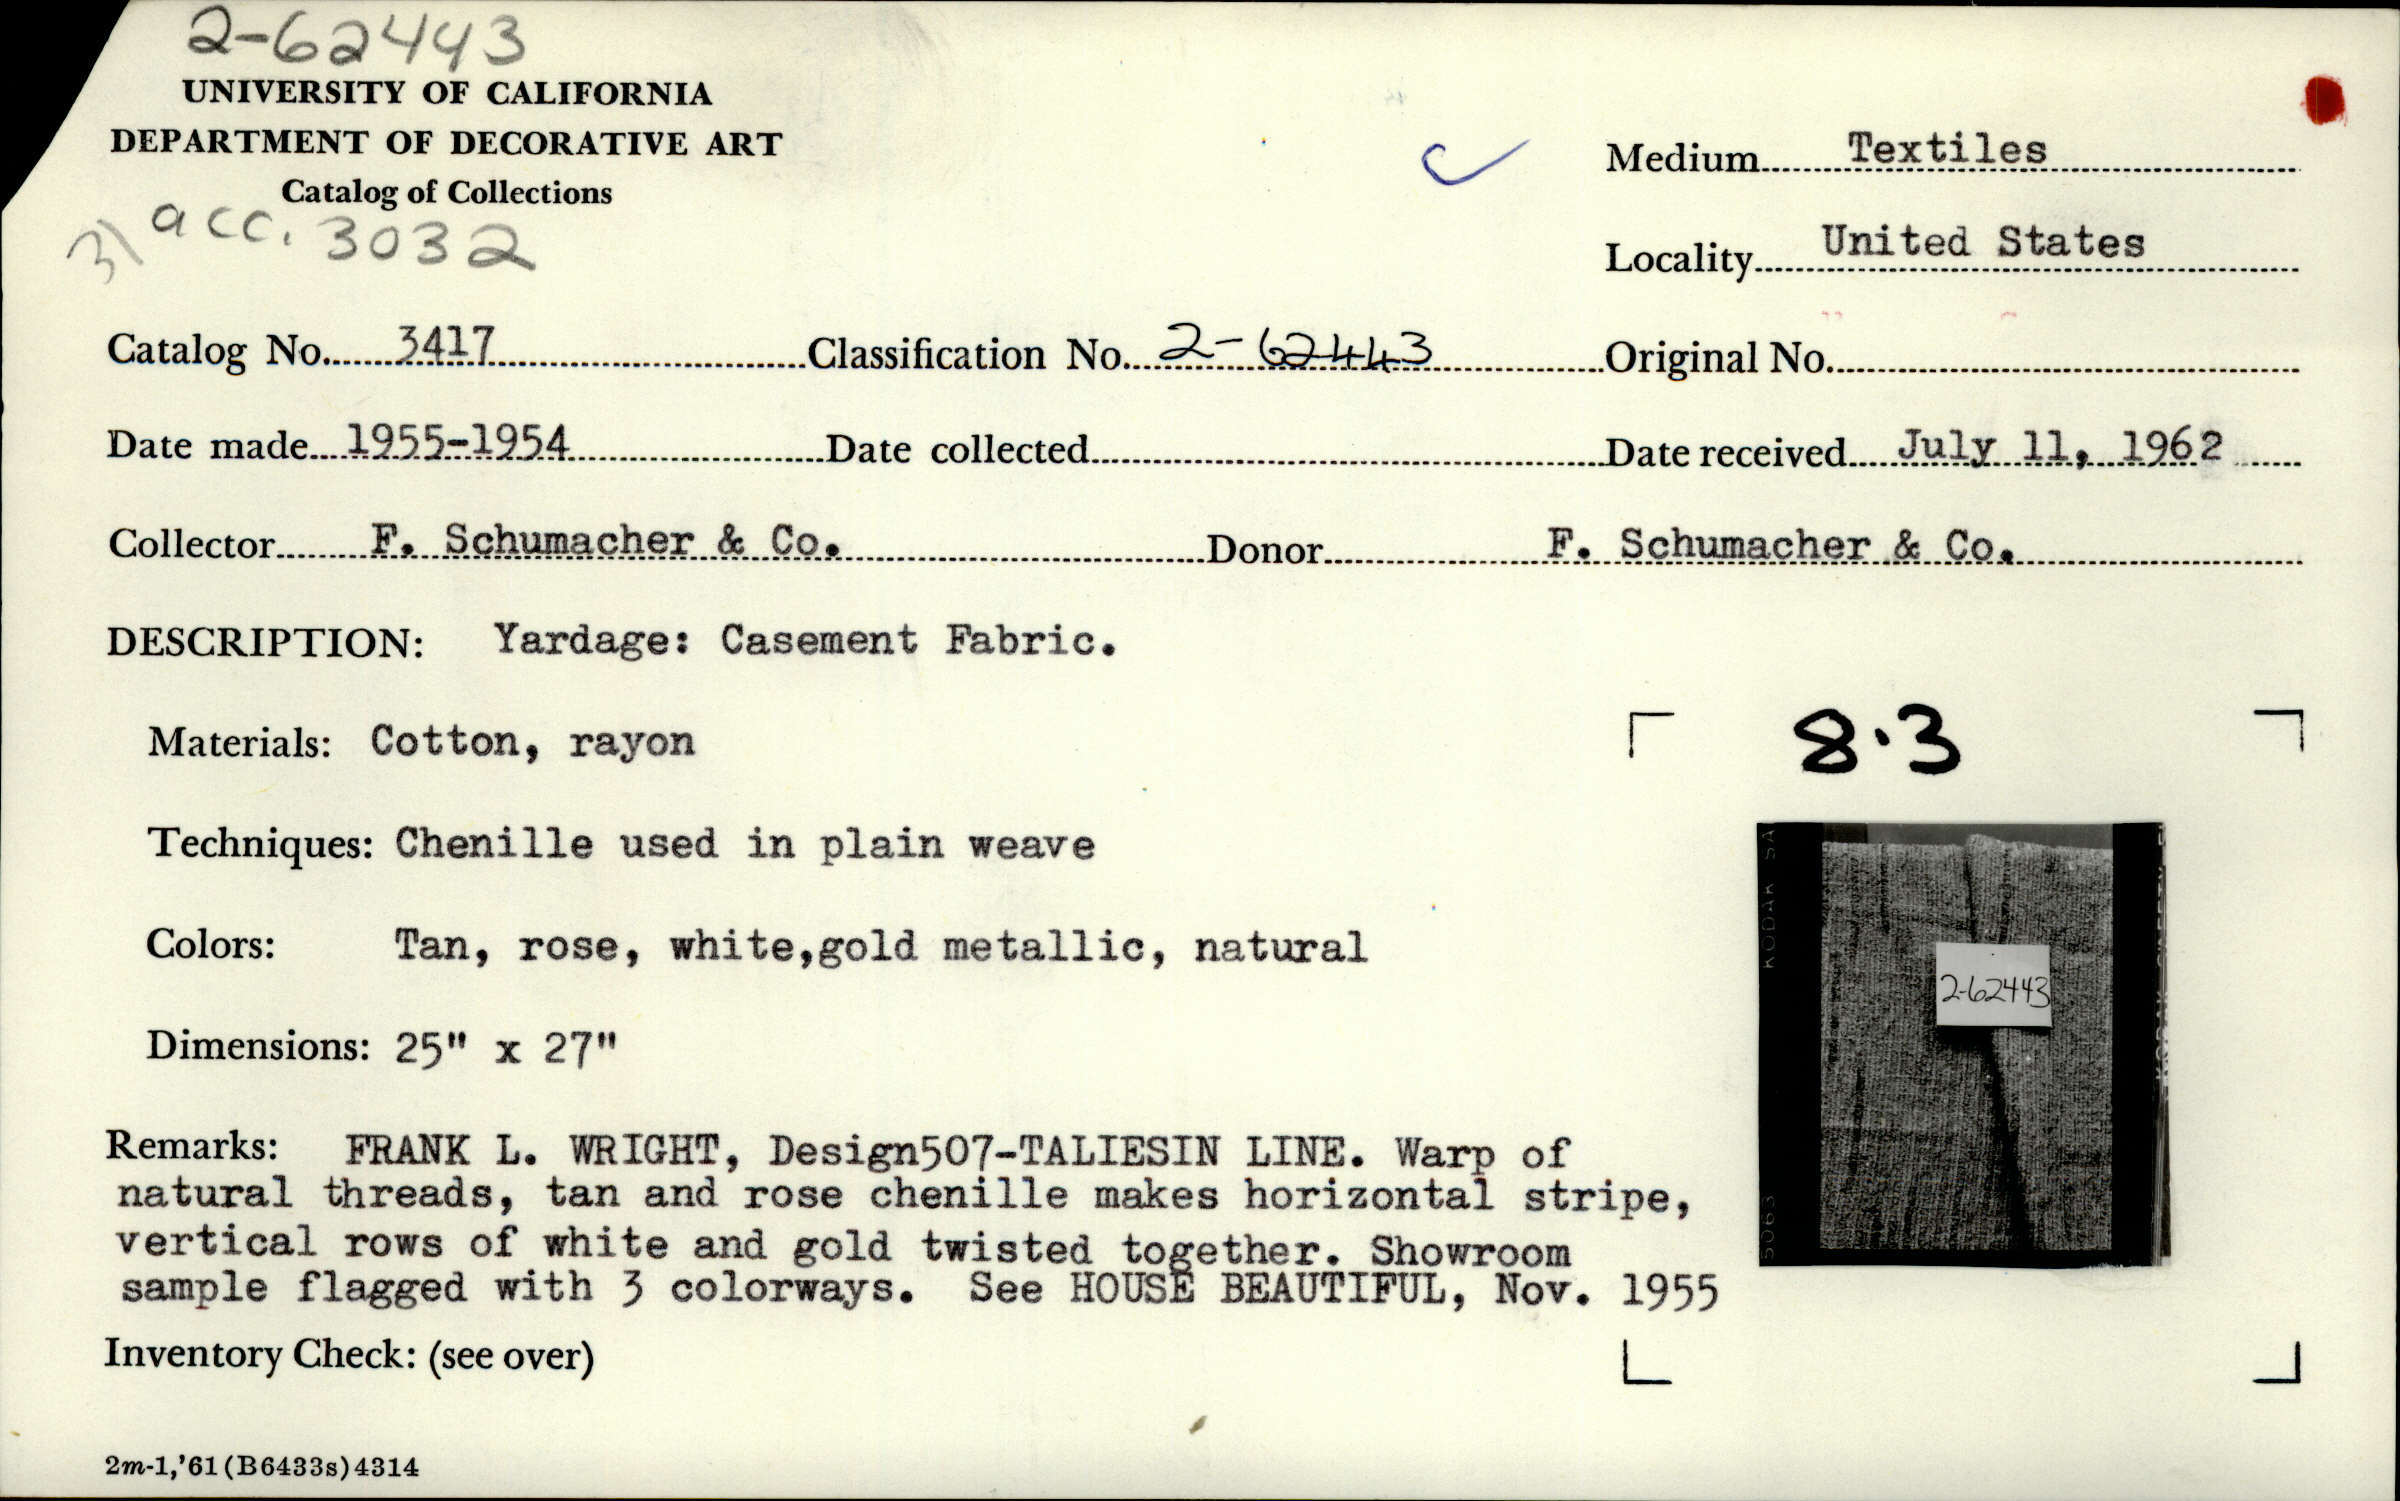 2-62443
UNIVERSITY OF CALIFORNIA
DEPARTMENT OF DECORATIVE ART
Catalog of Collections
31 acc. 3032
Medium Textiles
Locality United States
Catalog No. 3417 Classification No. 2-62443 Original No.
Date made 1955-1954 Date collected Date received July 11, 1962
Collector F. Schumacher & Co. Donor F. Schumacher & Co.
DESCRIPTION: Yardage: Casement Fabric.
Materials: Cotton, rayon
Techniques: Chenille used in plain weave
Colors: Tan, rose, white,gold metallic, natural
Dimensions: 25" x 27"
Remarks: FRANK L. WRIGHT, Design507-TALIESIN LINE. Warp of
natural threads, tan and rose chenille makes horizontal stripe,
vertical rows of white and gold twisted together. Showroom
sample flagged with 3 colorways. See HOUSE BEAUTIFUL, Nov. 1955
Inventory Check: (see over)
2m-1,'61(B6433s)4314
8.3
KODAK SA
2-62443
5063